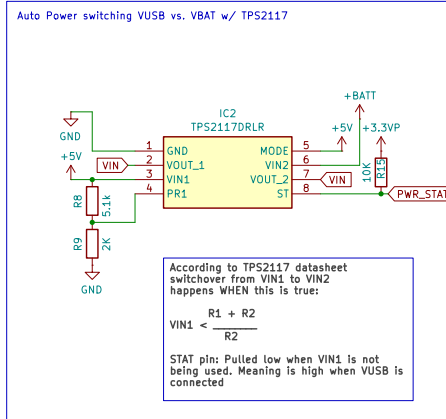 Auto Power switching VUSB vs. VBAT w/ TPS2117
+BATT
IC2
TPS2117DRLR
GND
+5V
+3.3VP
1 GND MODE 5
VIN 2 VOUT_1 VIN2 6
+5V
3 VIN1 VOUT_2 7 VIN
4 PR1 ST 8
10K R15
PWR_STAT
R8 5.1k
R9 2K
GND
According to TPS2117 datasheet
switchover from VIN1 to VIN2
happens WHEN this is true:
R1 + R2
VIN1 < ______
R2
STAT pin: Pulled low when VIN1 is not
being used. Meaning is high when VUSB is
connected